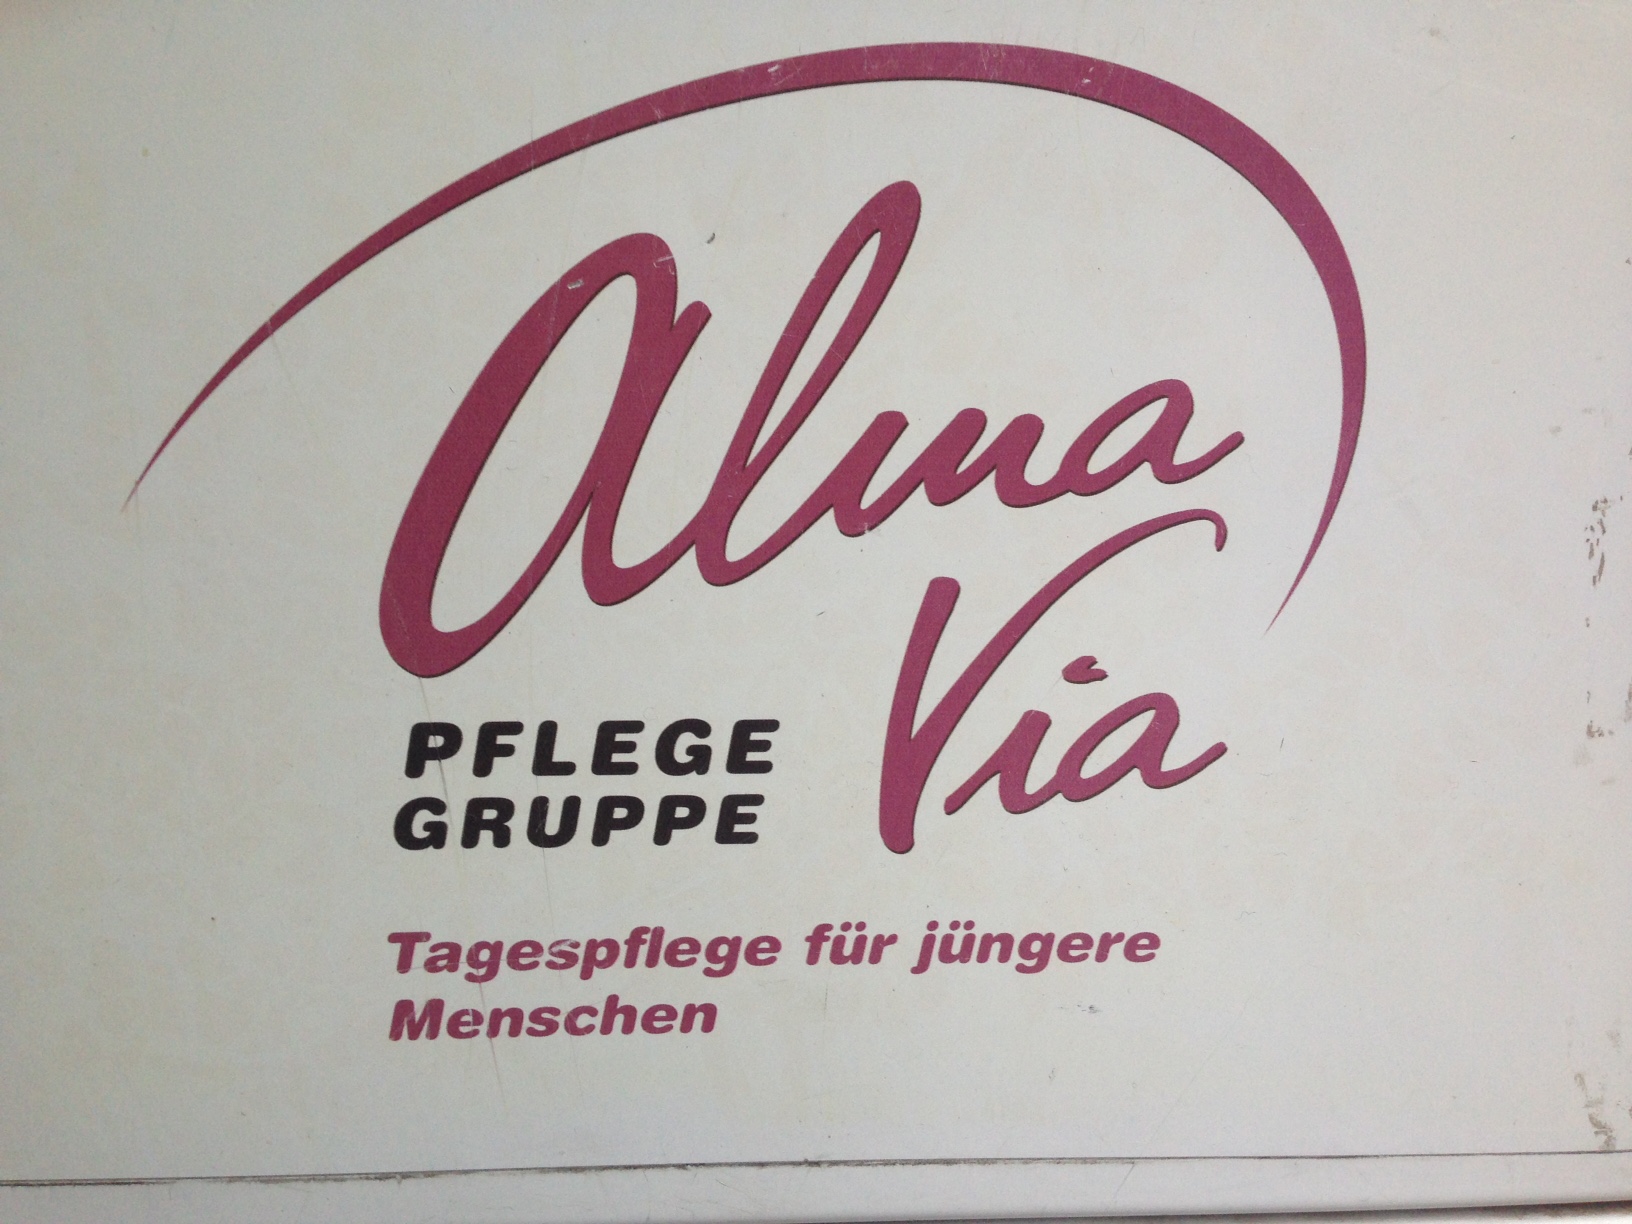 Alma
Via
PFLEGE
GRUPPE
Tagespflege für jüngere
Menschen